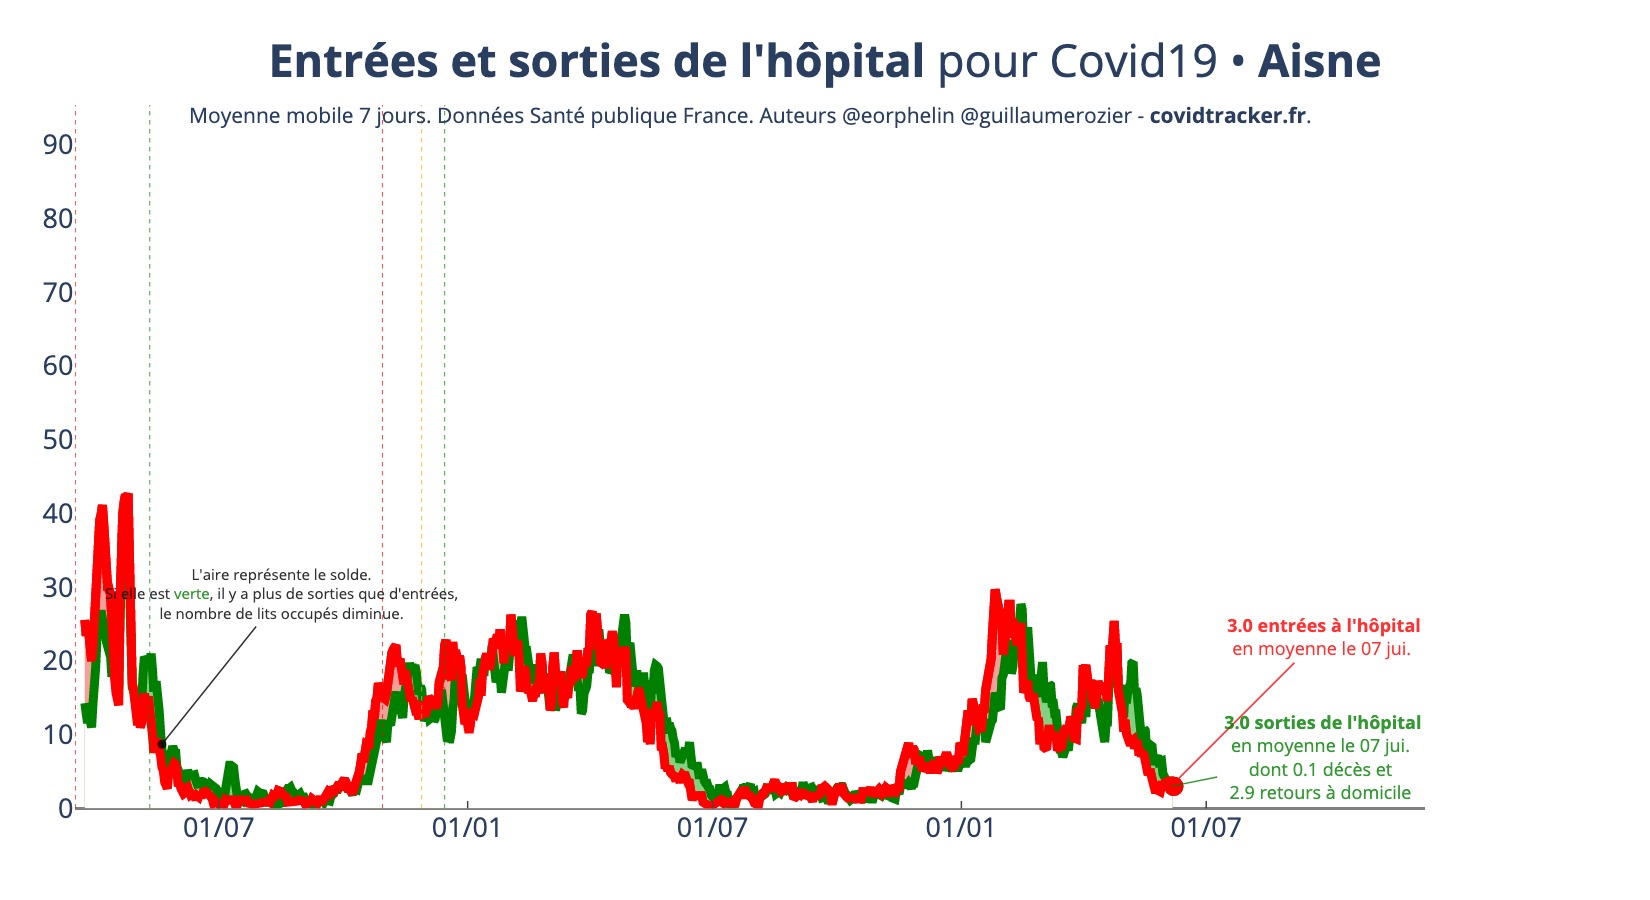 Entrées et sorties de l'hôpital pour Covid19 • Aisne
Moyenne mobile 7 jours. Données Santé publique France. Auteurs @eorphelin @guillaumerozier - covidtracker.fr.
90
80
70
60
50
40
30
20
10
0
L'aire représente le solde.
Si elle est verte, il y a plus de sorties que d'entrées,
le nombre de lits occupés diminue.
3.0 entrées à l'hôpital
en moyenne le 07 jui.
3.0 sorties de l'hôpital
en moyenne le 07 jui.
dont 0.1 décès et
2.9 retours à domicile
01/07
01/01
01/07
01/01
01/07